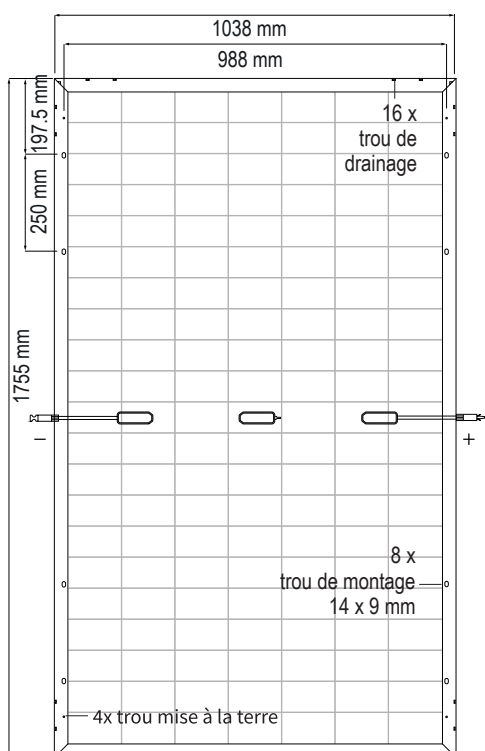 1038 mm
988 mm
197.5 mm
16 x
trou de
drainage
250 mm
1755 mm
–
+
8 x
trou de montage
14 x 9 mm
4x trou mise à la terre